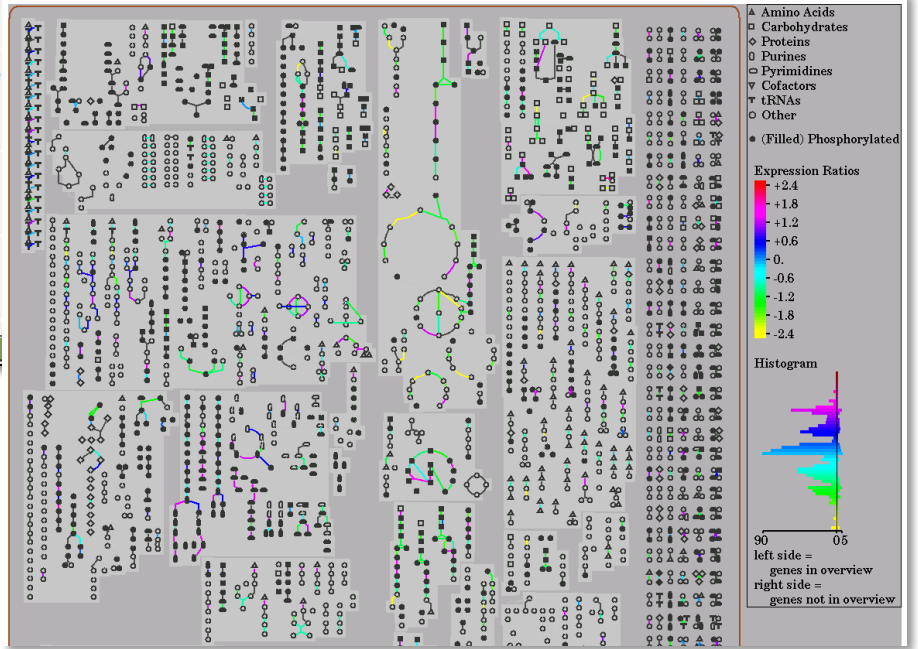 Amino Acids
Carbohydrates
Proteins
Purines
Pyrimidines
Cofactors
tRNAs
Other
(Filled) Phosphorylated
Expression Ratios
+2.4
+1.8
+1.2
+0.6
0.
-0.6
-1.2
-1.8
-2.4
Histogram
90 0 5
left side =
genes in overview
right side =
genes not in overview